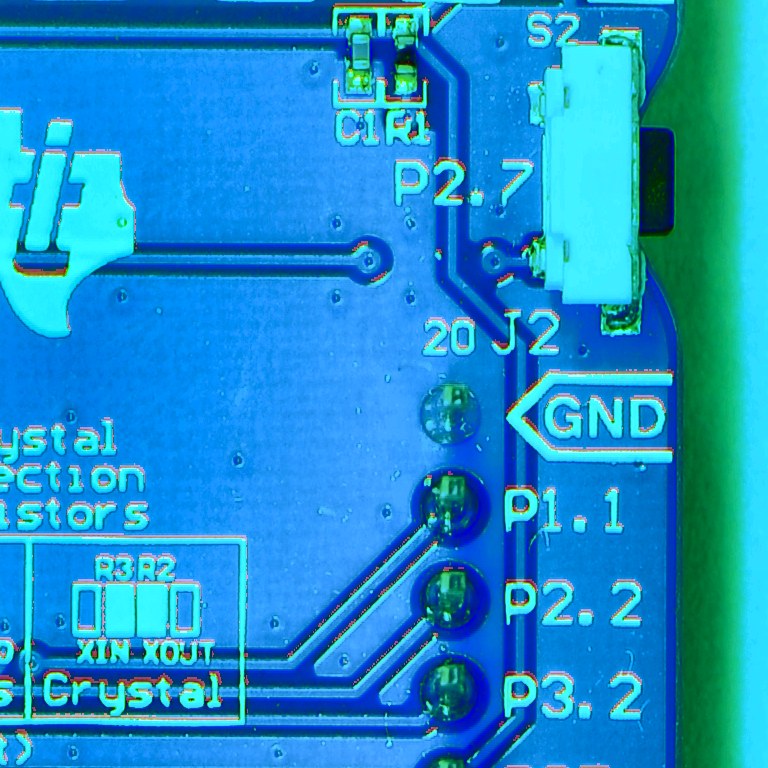 S2
C1R1
P2.7
20 J2
GND
ystal
ection
istors
P1.1
R3R2
P2.2
XIN XOUT
Crystal
P3.2